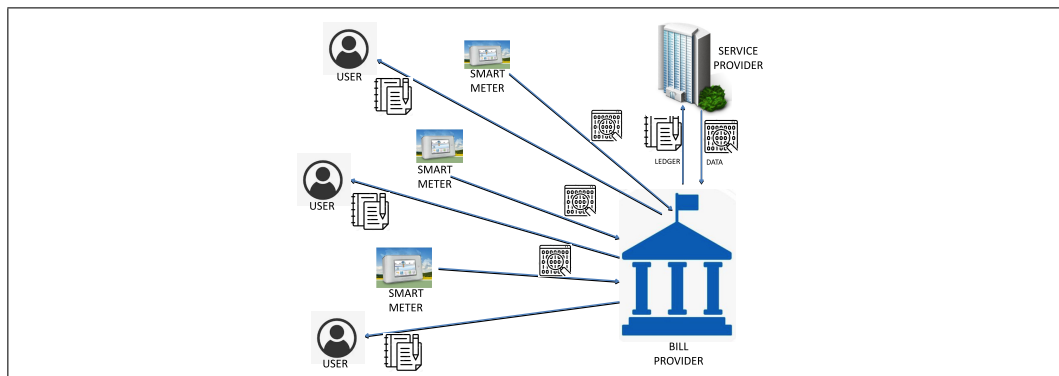 USER
SMART
METER
SERVICE
PROVIDER
LEDGER
DATA
SMART
METER
USER
SMART
METER
USER
BILL
PROVIDER